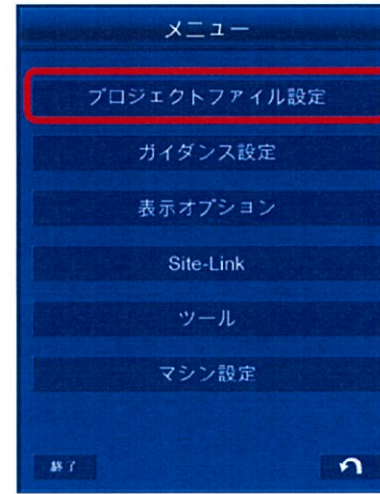 メニュー
プロジェクトファイル設定
ガイダンス設定
表示オプション
Site-Link
ツール
マシン設定
終了